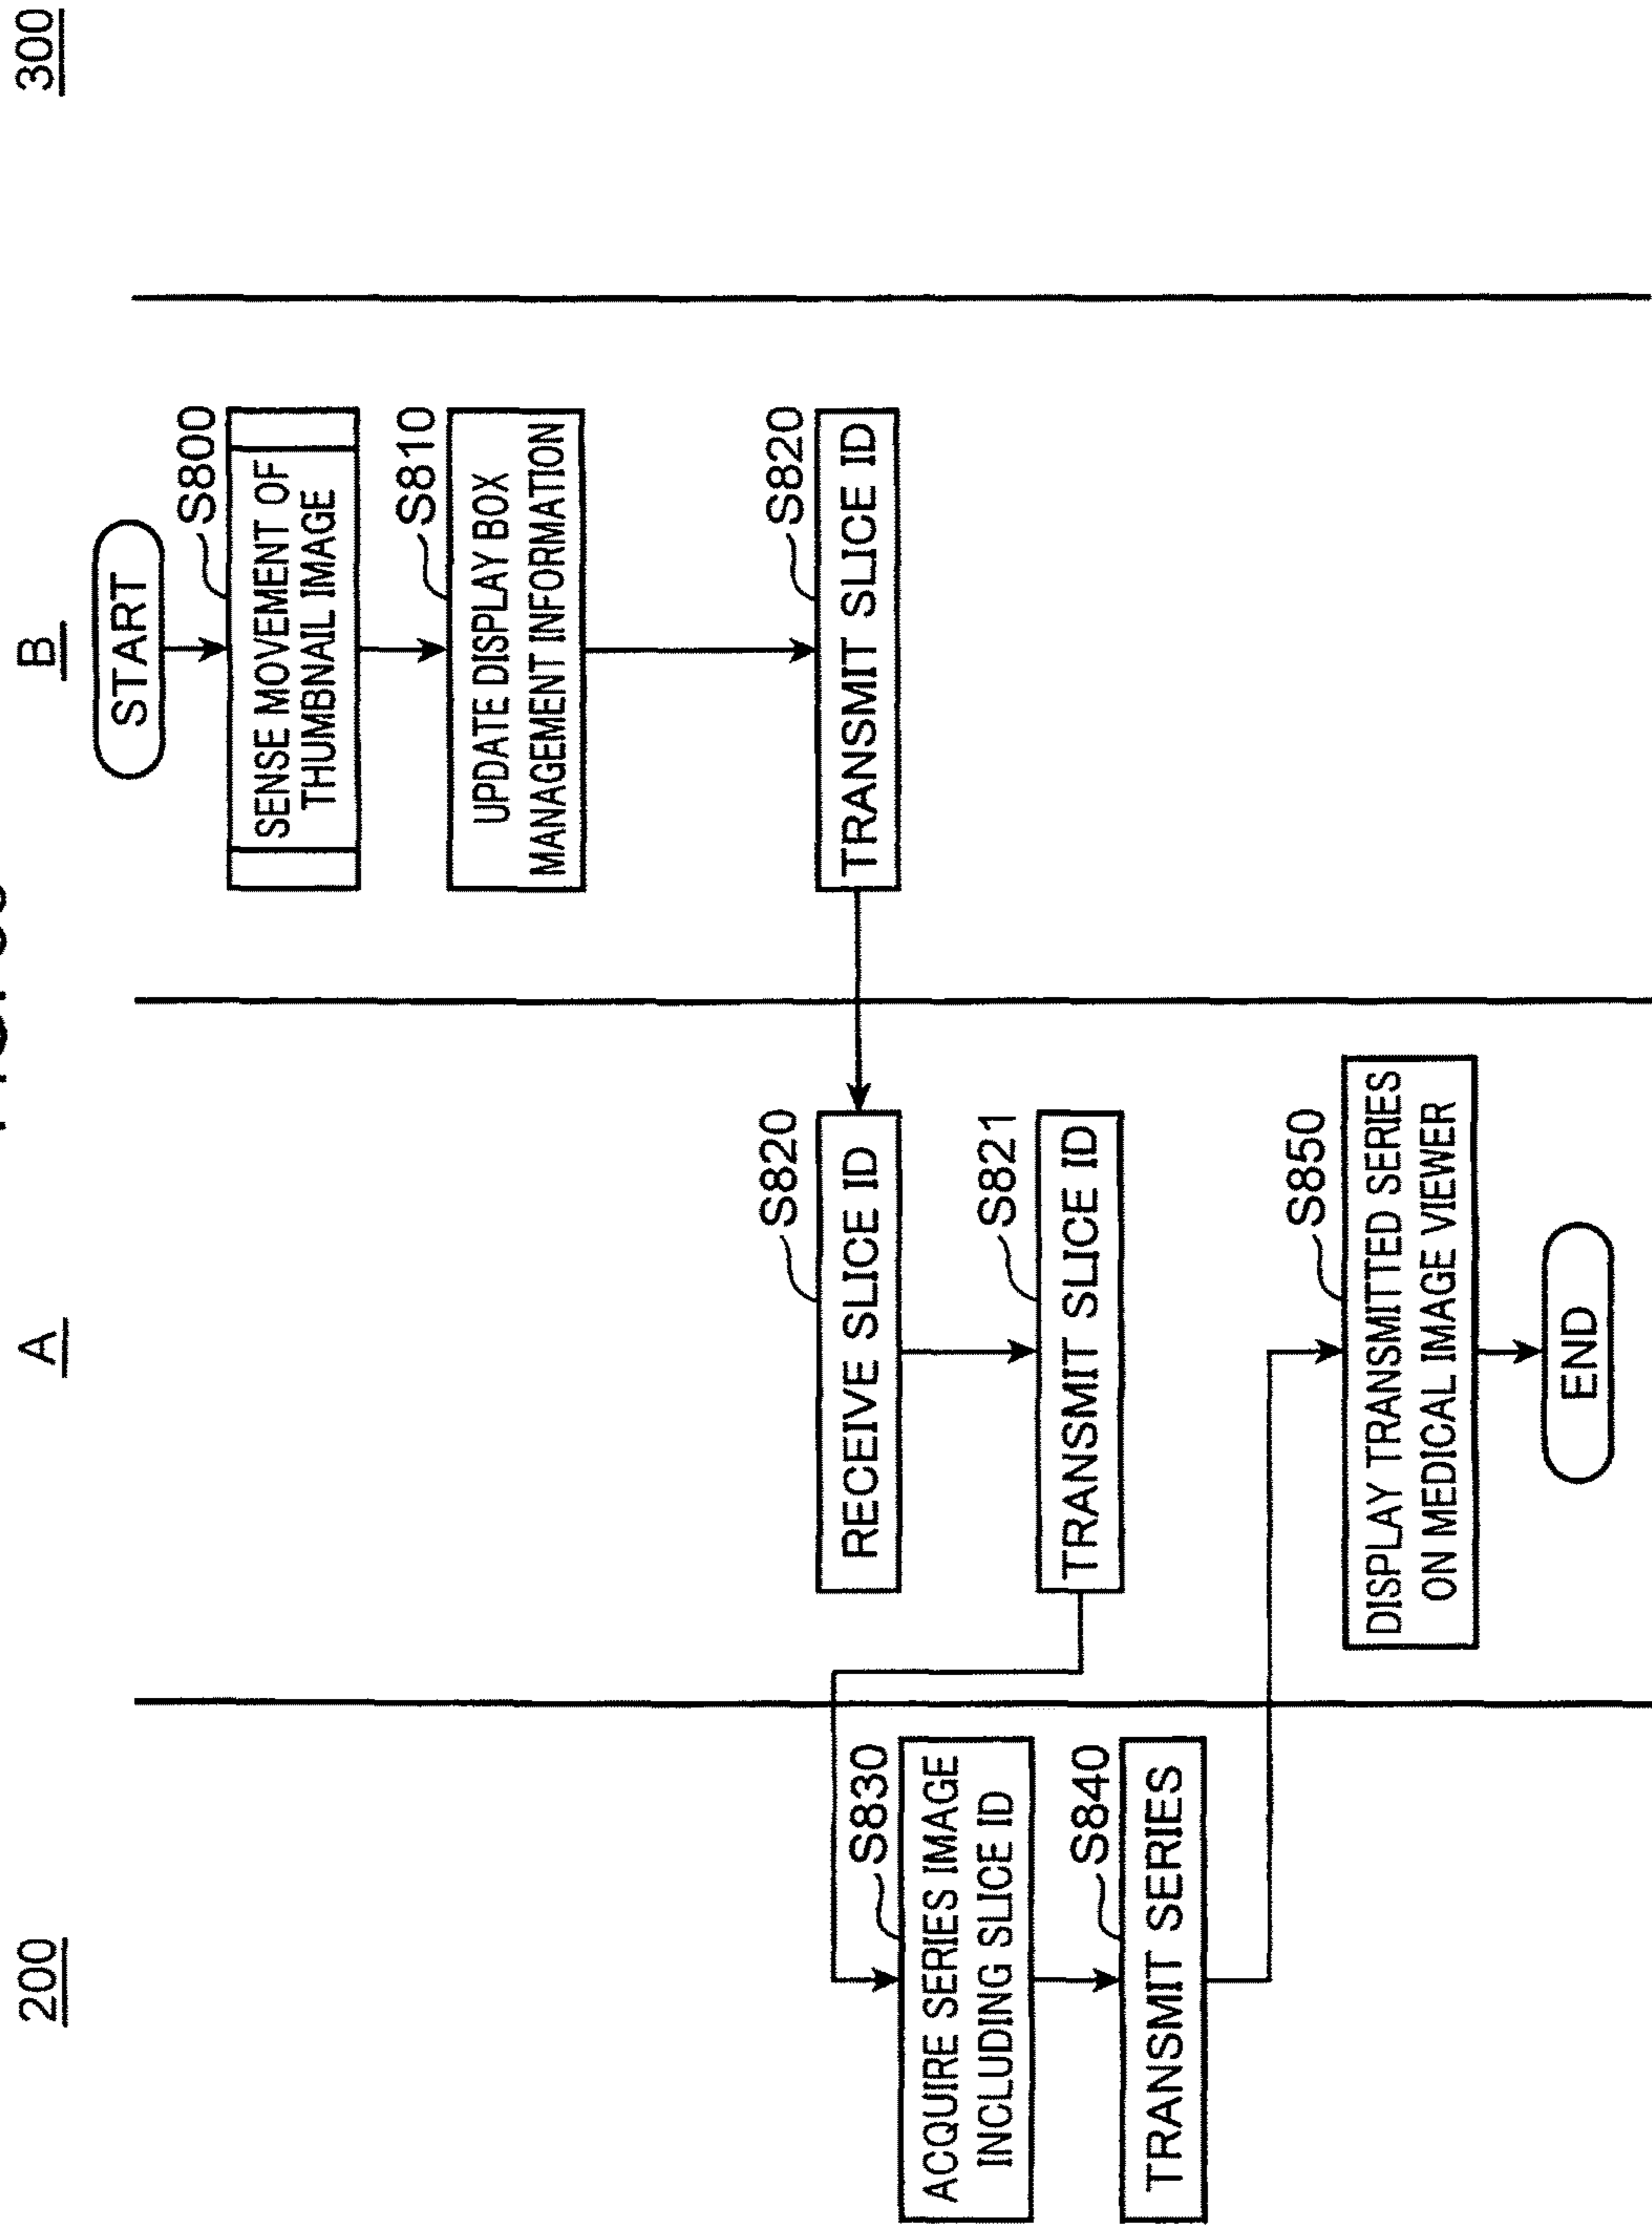 200
A
B
300
START
S800
SENSE MOVEMENT OF
THUMBNAIL IMAGE
S810
UPDATE DISPLAY BOX
MANAGEMENT INFORMATION
S820
TRANSMIT SLICE ID
S820
RECEIVE SLICE ID
S821
TRANSMIT SLICE ID
S830
ACQUIRE SERIES IMAGE
INCLUDING SLICE ID
S840
TRANSMIT SERIES
S850
DISPLAY TRANSMITTED SERIES
ON MEDICAL IMAGE VIEWER
END